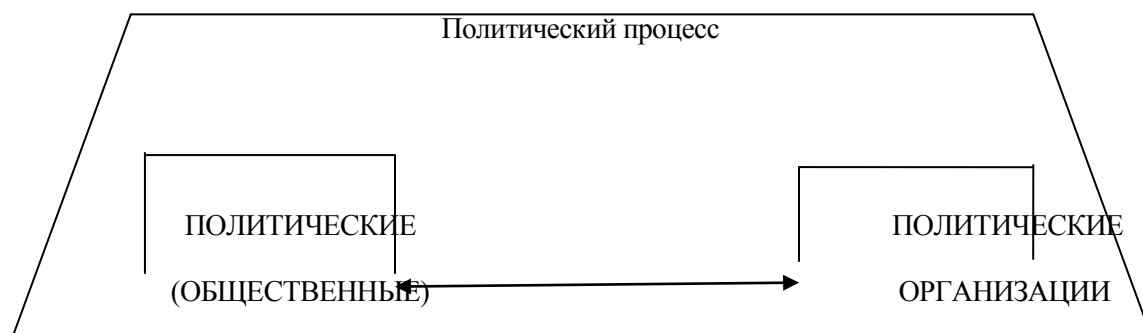 Политический процесс
ПОЛИТИЧЕСКИЕ
(ОБЩЕСТВЕННЫЕ)
ПОЛИТИЧЕСКИЕ
ОРГАНИЗАЦИИ